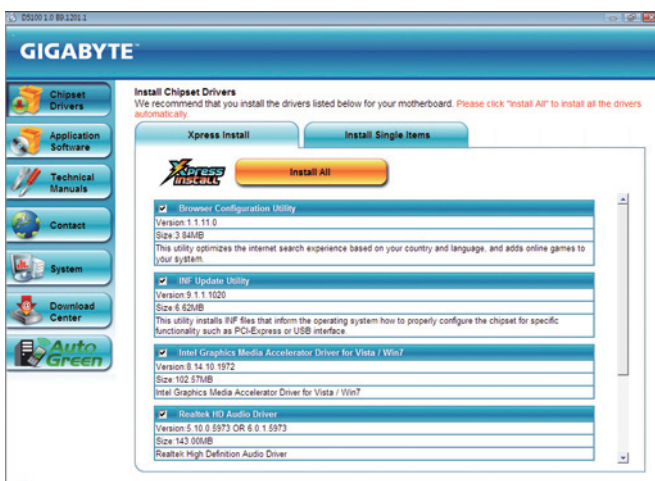 D5100 1.0 B9.1201.1
GIGABYTE™
Chipset
Drivers
Application
Software
Technical
Manuals
Contact
System
Download
Center
Auto
Green
Install Chipset Drivers
We recommend that you install the drivers listed below for your motherboard. Please click "Install All" to install all the drivers
automatically.
Xpress Install
Install Single Items
Xpress
INSTALL
Install All
Browser Configuration Utility
Version:1.1.11.0
Size:3.84MB
This utility optimizes the internet search experience based on your country and language, and adds online games to
your system.
INF Update Utility
Version:9.1.1.1020
Size:6.62MB
This utility installs INF files that inform the operating system how to properly configure the chipset for specific
functionality such as PCI-Express or USB interface.
Intel Graphics Media Accelerator Driver for Vista / Win7
Version:8.14.10.1972
Size:102.57MB
Intel Graphics Media Accelerator Driver for Vista / Win7
Realtek HD Audio Driver
Version:5.10.0.5973 OR 6.0.1.5973
Size:143.00MB
Realtek High Definition Audio Driver